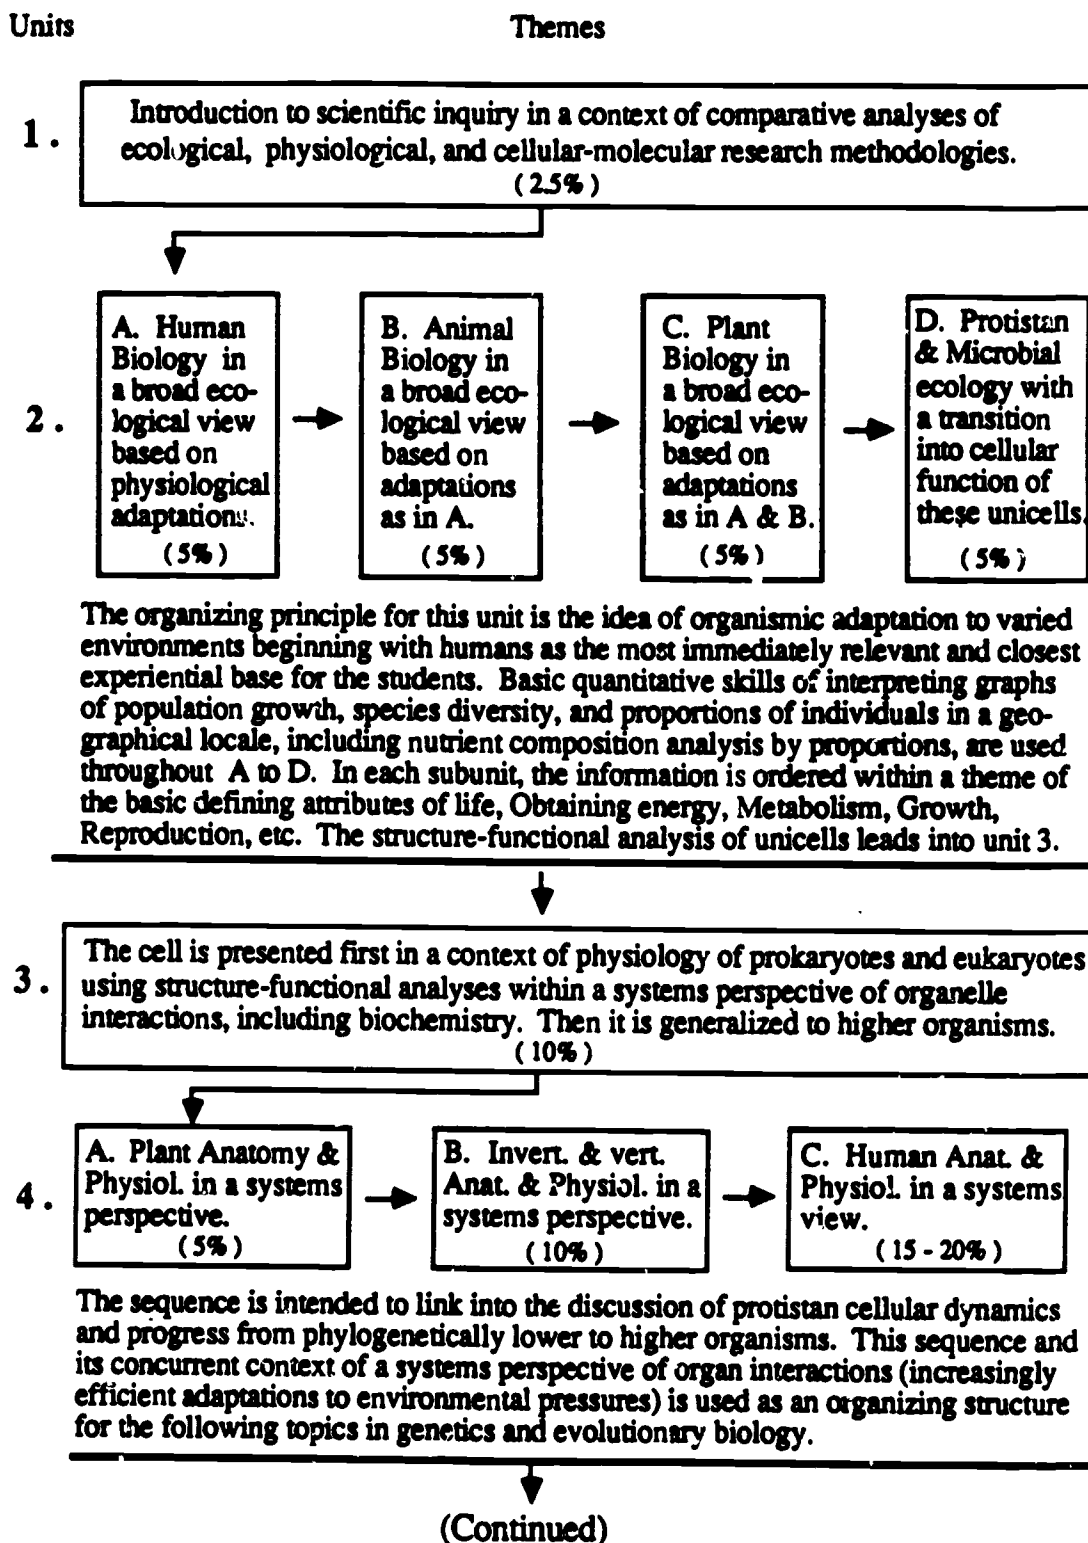 Units Themes
1. Introduction to scientific inquiry in a context of comparative analyses of
ecological, physiological, and cellular-molecular research methodologies.
(2.5%)
2.
A. Human
Biology in
a broad eco-
logical view
based on
physiological
adaptations.
(5%)
B. Animal
Biology in
a broad eco-
logical view
based on
adaptations
as in A.
(5%)
C. Plant
Biology in
a broad eco-
logical view
based on
adaptations
as in A & B.
(5%)
D. Protistan
& Microbial
ecology with
a transition
into cellular
function of
these unicells.
(5%)
The organizing principle for this unit is the idea of organismic adaptation to varied
environments beginning with humans as the most immediately relevant and closest
experiential base for the students. Basic quantitative skills of interpreting graphs
of population growth, species diversity, and proportions of individuals in a geo-
graphical locale, including nutrient composition analysis by proportions, are used
throughout A to D. In each subunit, the information is ordered within a theme of
the basic defining attributes of life, Obtaining energy, Metabolism, Growth,
Reproduction, etc. The structure-functional analysis of unicells leads into unit 3.
3.
The cell is presented first in a context of physiology of prokaryotes and eukaryotes
using structure-functional analyses within a systems perspective of organelle
interactions, including biochemistry. Then it is generalized to higher organisms.
(10%)
4.
A. Plant Anatomy &
Physiol. in a systems
perspective.
(5%)
B. Invert. & vert.
Anat. & Physiol. in a
systems perspective.
(10%)
C. Human Anat. &
Physiol. in a systems
view.
(15 - 20%)
The sequence is intended to link into the discussion of protistan cellular dynamics
and progress from phylogenetically lower to higher organisms. This sequence and
its concurrent context of a systems perspective of organ interactions (increasingly
efficient adaptations to environmental pressures) is used as an organizing structure
for the following topics in genetics and evolutionary biology.
(Continued)